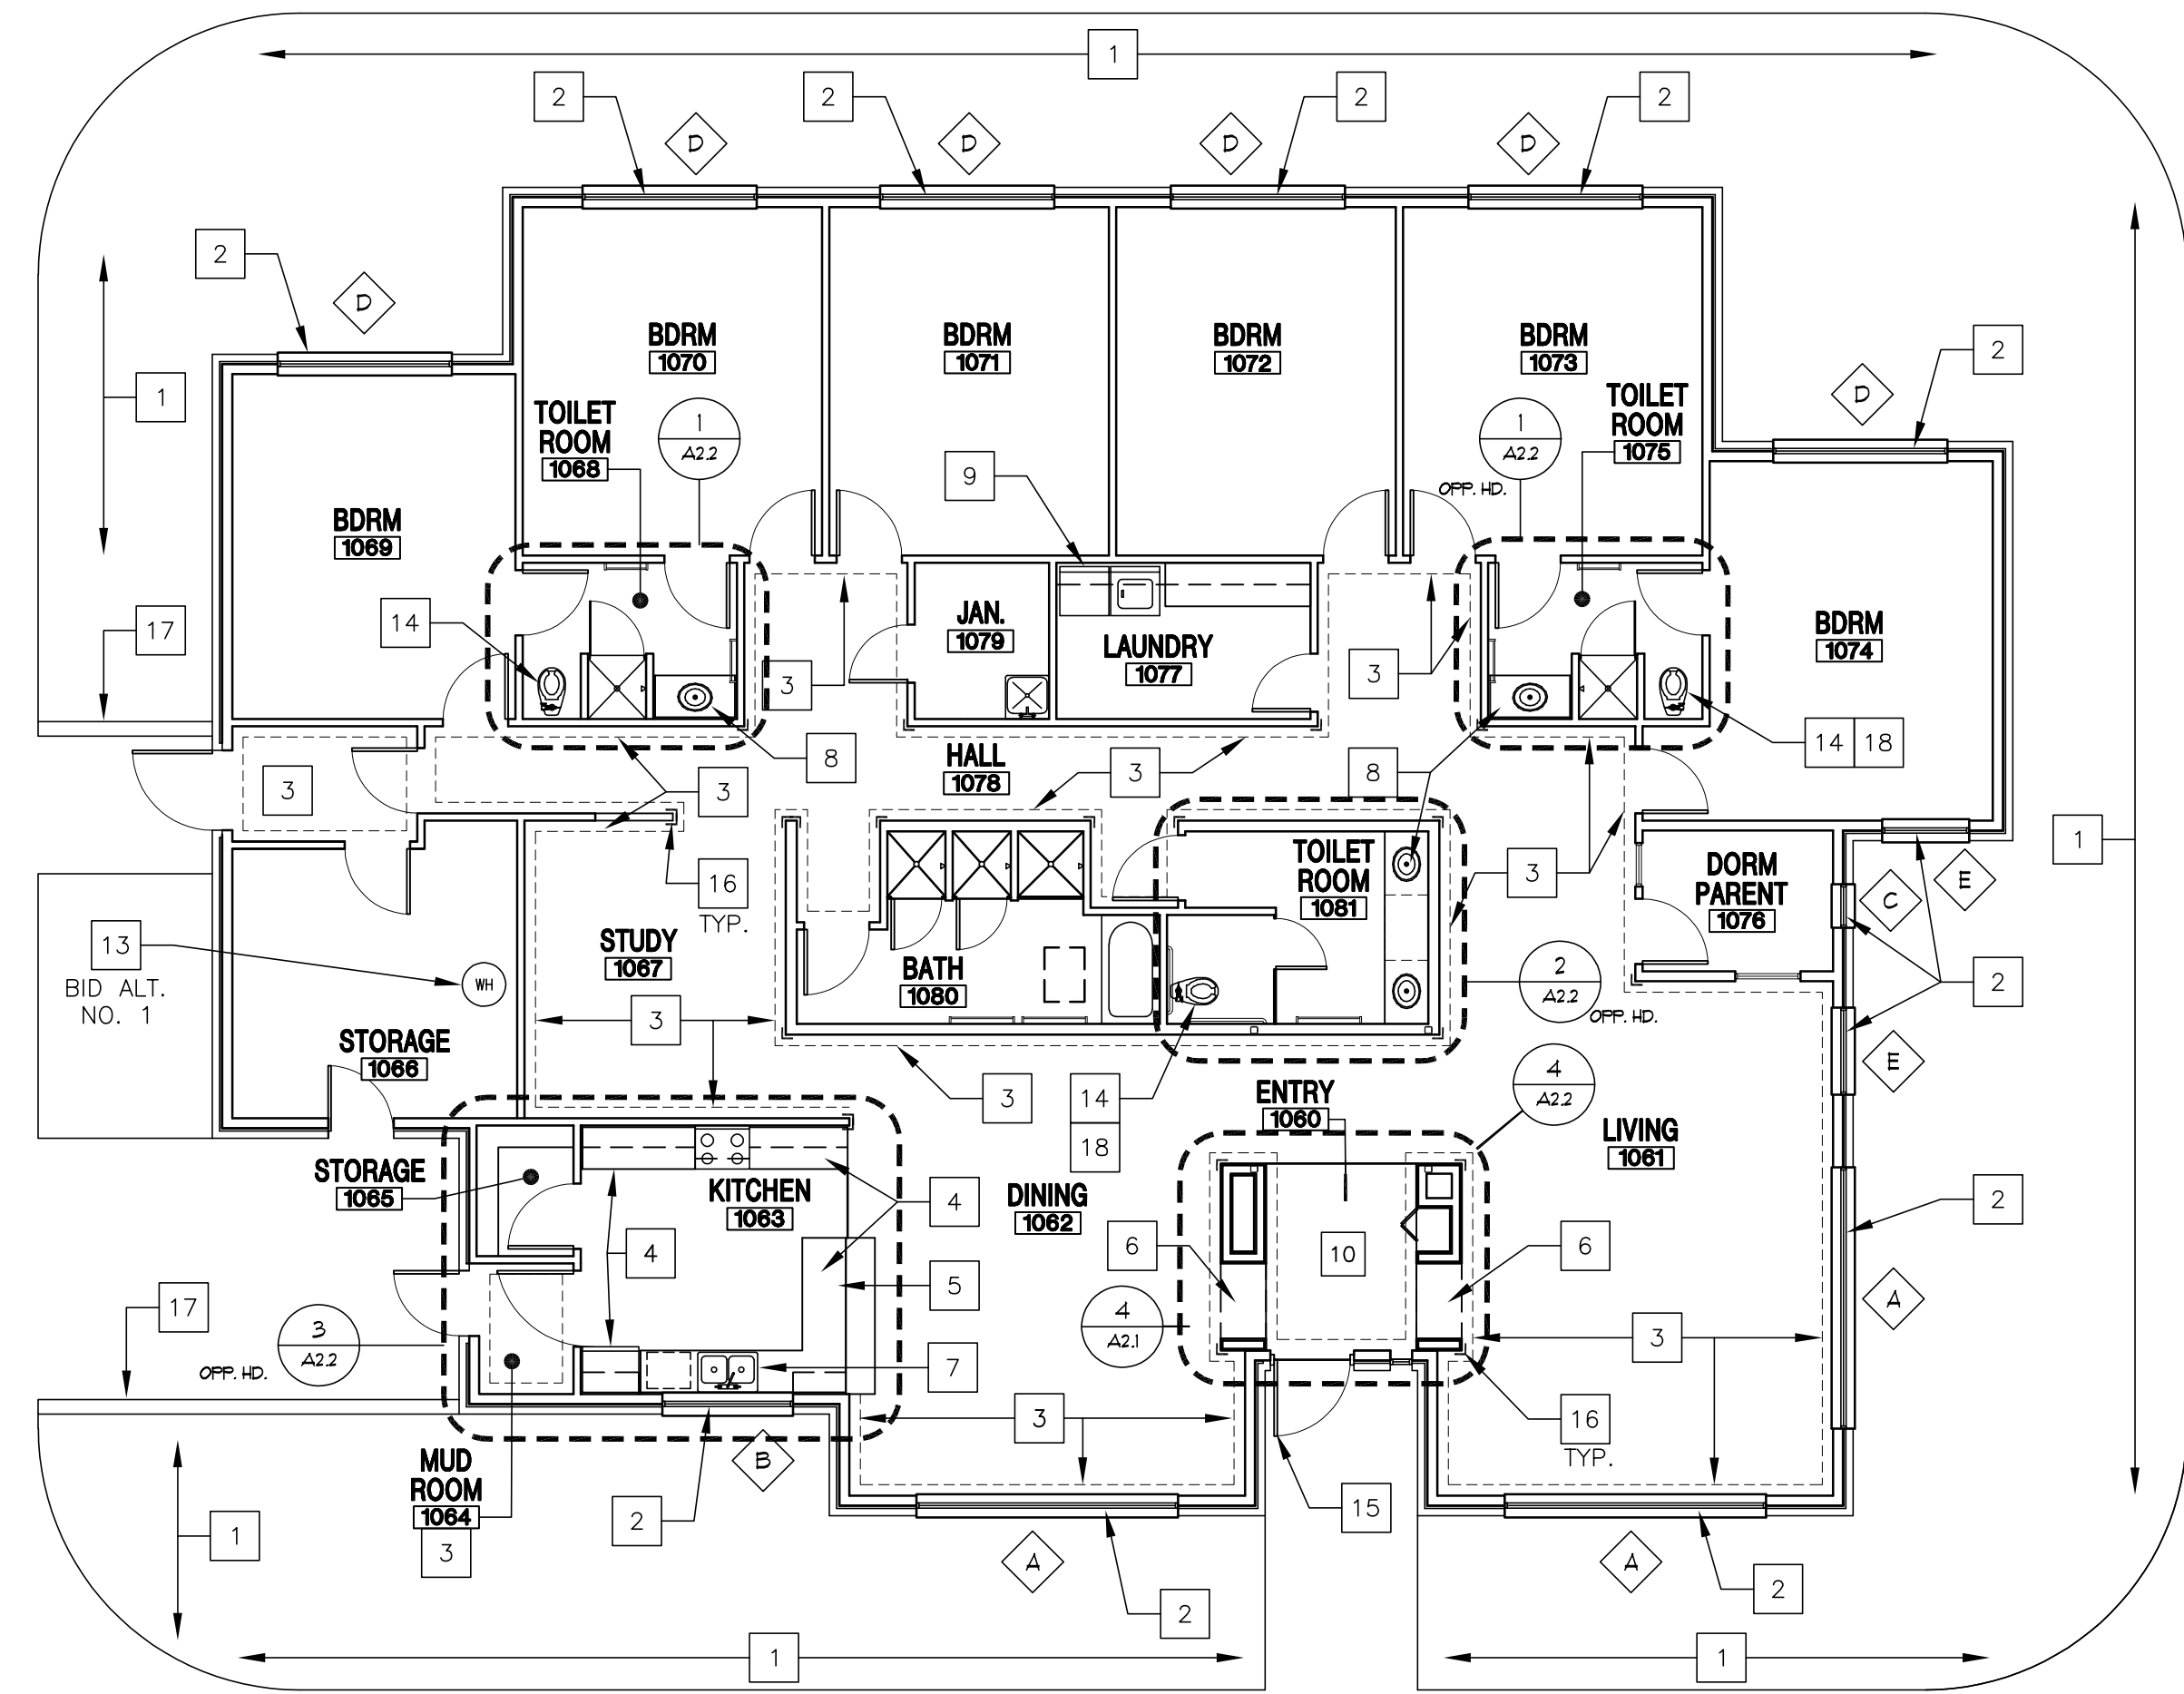 1
2
2
2
2
D
D
D
D
2
D
1
BDRM
1070
BDRM
1071
BDRM
1072
BDRM
1073
2
D
TOILET
ROOM
1068
1
A2.2
1
A2.2
OPP. HD.
TOILET
ROOM
1075
9
BDRM
1069
14
17
JAN.
1079
LAUNDRY
1077
3
3
BDRM
1074
14 18
8
HALL
1078
3
8
3
3
1
16
TYP.
TOILET
ROOM
1081
3
DORM
PARENT
1076
C
E
13
BID ALT.
NO. 1
WH
STUDY
1067
BATH
1080
2
A2.2
OPP. HD.
2
3
STORAGE
1066
3
14
18
ENTRY
1060
4
A2.2
E
LIVING
1061
STORAGE
1065
KITCHEN
1063
4
DINING
1062
2
4
6
10
6
5
17
3
A2.2
OPP. HD.
4
A2.1
A
3
7
3
16
TYP.
B
MUD
ROOM
1064
3
1
2
15
A
A
2
2
1
1